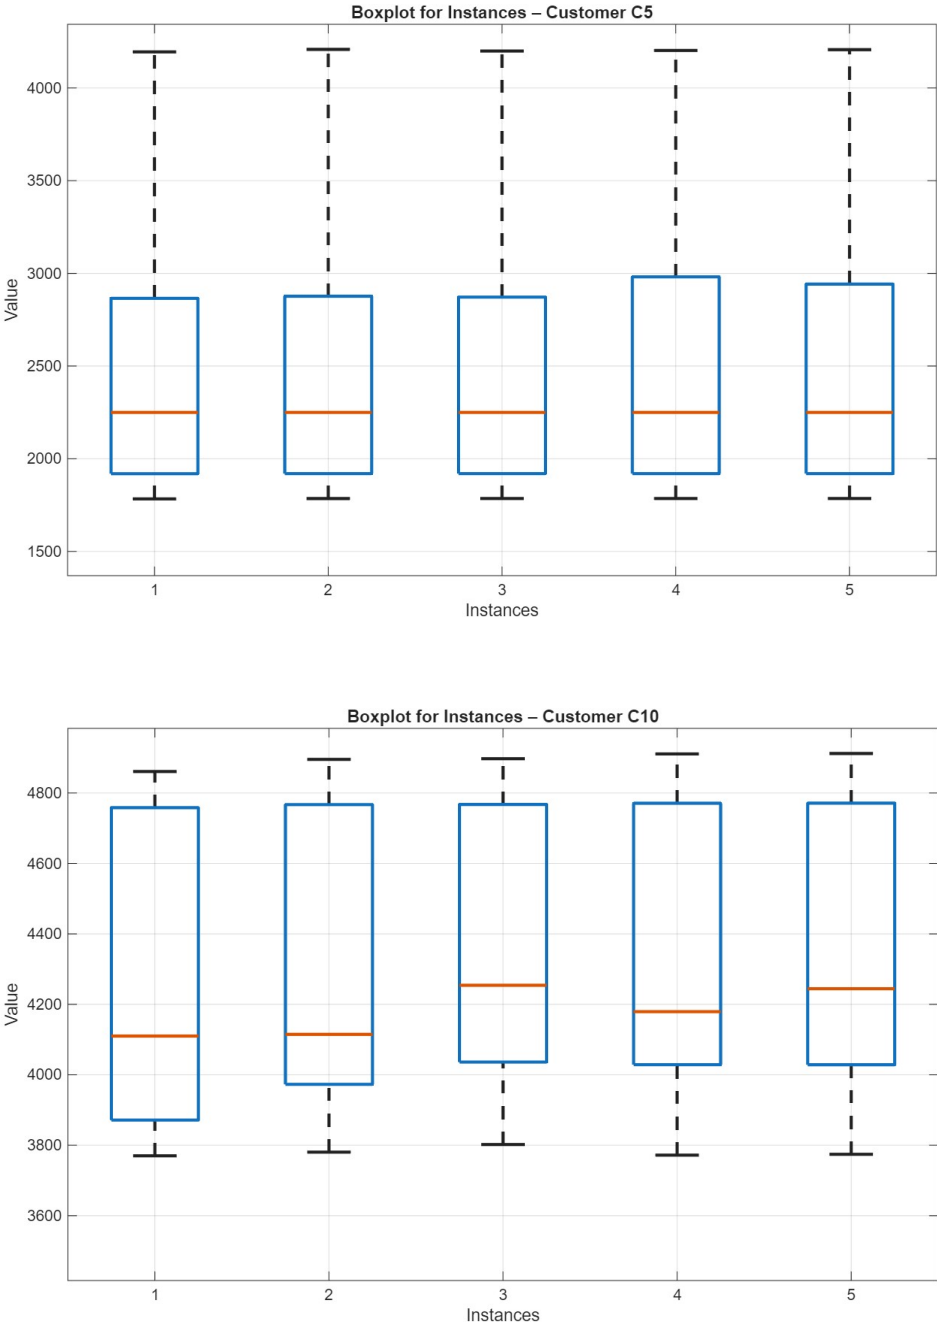 Boxplot for Instances – Customer C5
4000
3500
3000
2500
2000
1500
Value
1 2 3 4 5
Instances
Boxplot for Instances – Customer C10
4800
4600
4400
4200
4000
3800
3600
Value
1 2 3 4 5
Instances